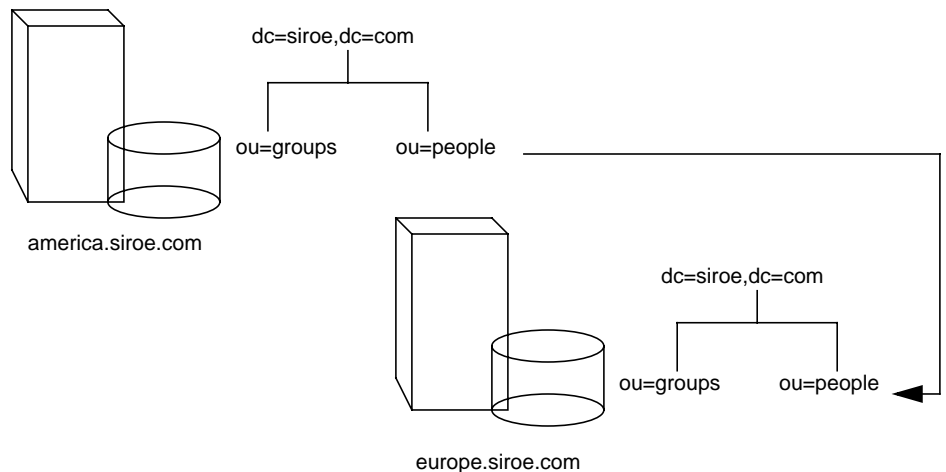 dc=siroe,dc=com
ou=groups
ou=people
america.siroe.com
dc=siroe,dc=com
ou=groups
ou=people
europe.siroe.com